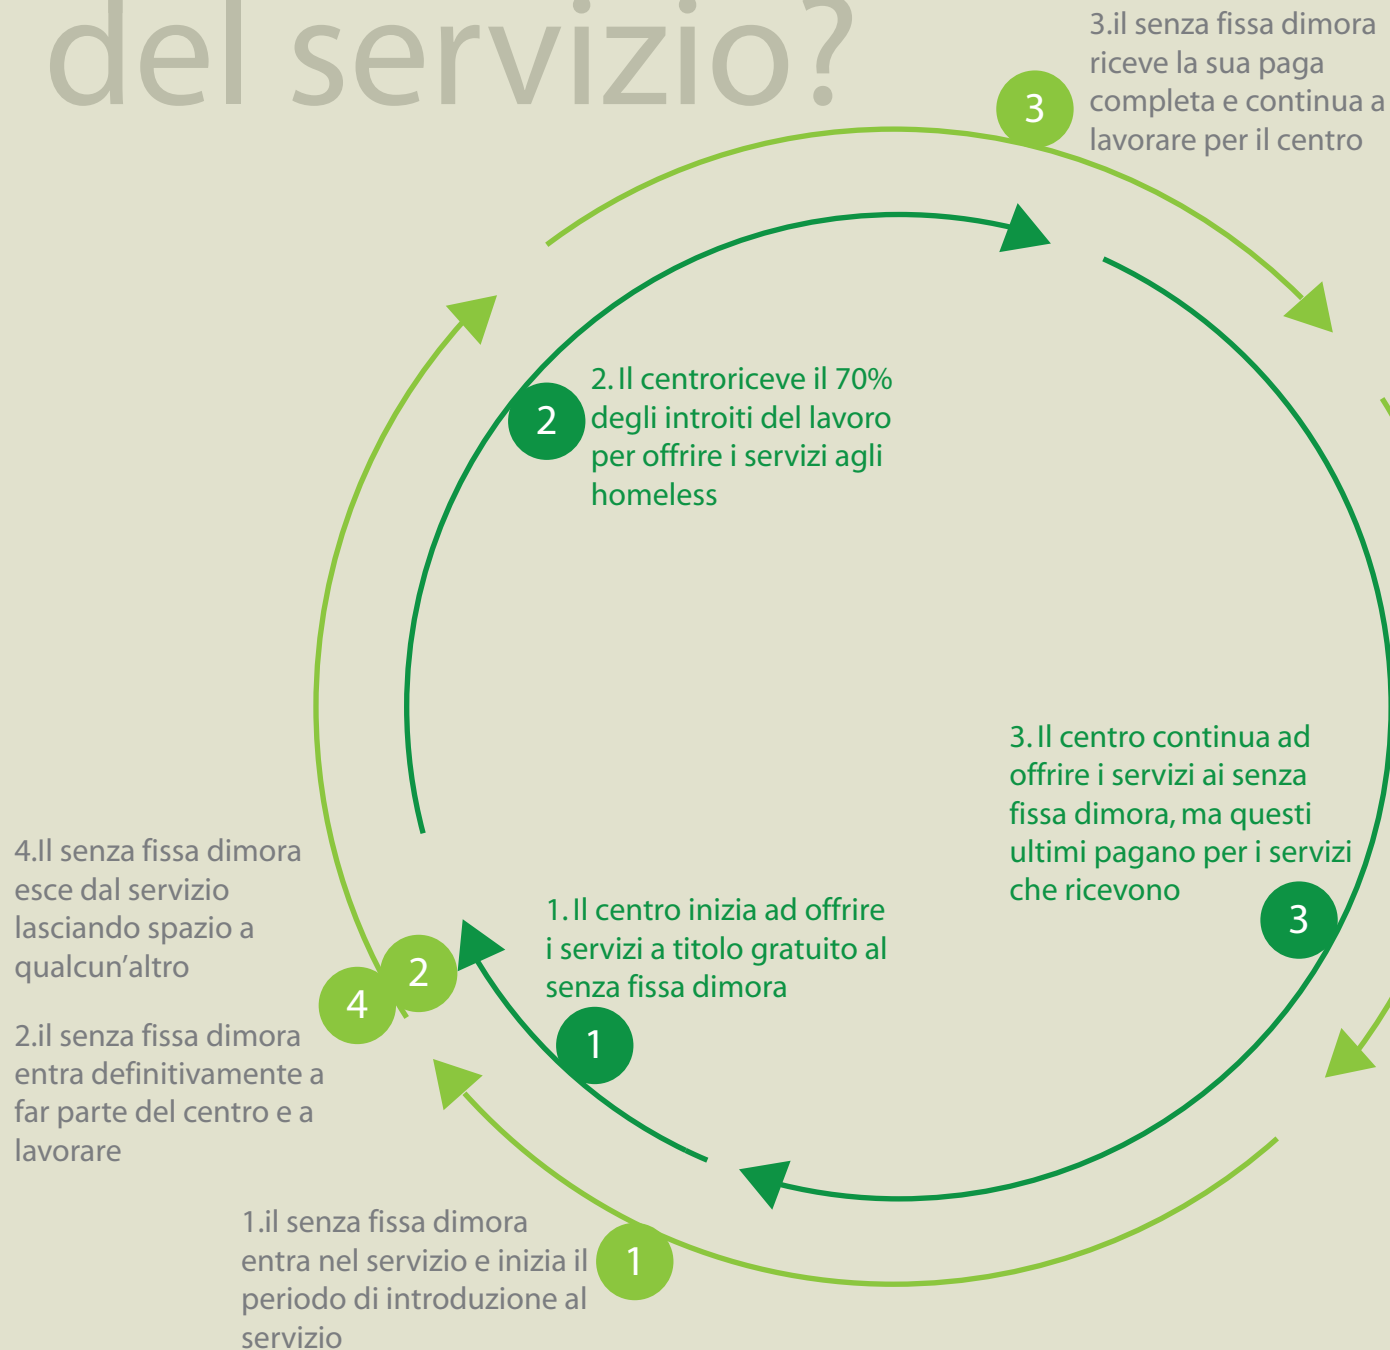 del servizio?
3.il senza fissa dimora
riceve la sua paga
completa e continua a
lavorare per il centro
3
2. Il centroriceve il 70%
degli introiti del lavoro
per offrire i servizi agli
homeless
2
3. Il centro continua ad
offrire i servizi ai senza
fissa dimora, ma questi
ultimi pagano per i servizi
che ricevono
3
4.Il senza fissa dimora
esce dal servizio
lasciando spazio a
qualcun’altro
4
2
1. Il centro inizia ad offrire
i servizi a titolo gratuito al
senza fissa dimora
1
2.il senza fissa dimora
entra definitivamente a
far parte del centro e a
lavorare
1.il senza fissa dimora
entra nel servizio e inizia il
periodo di introduzione al
servizio
1